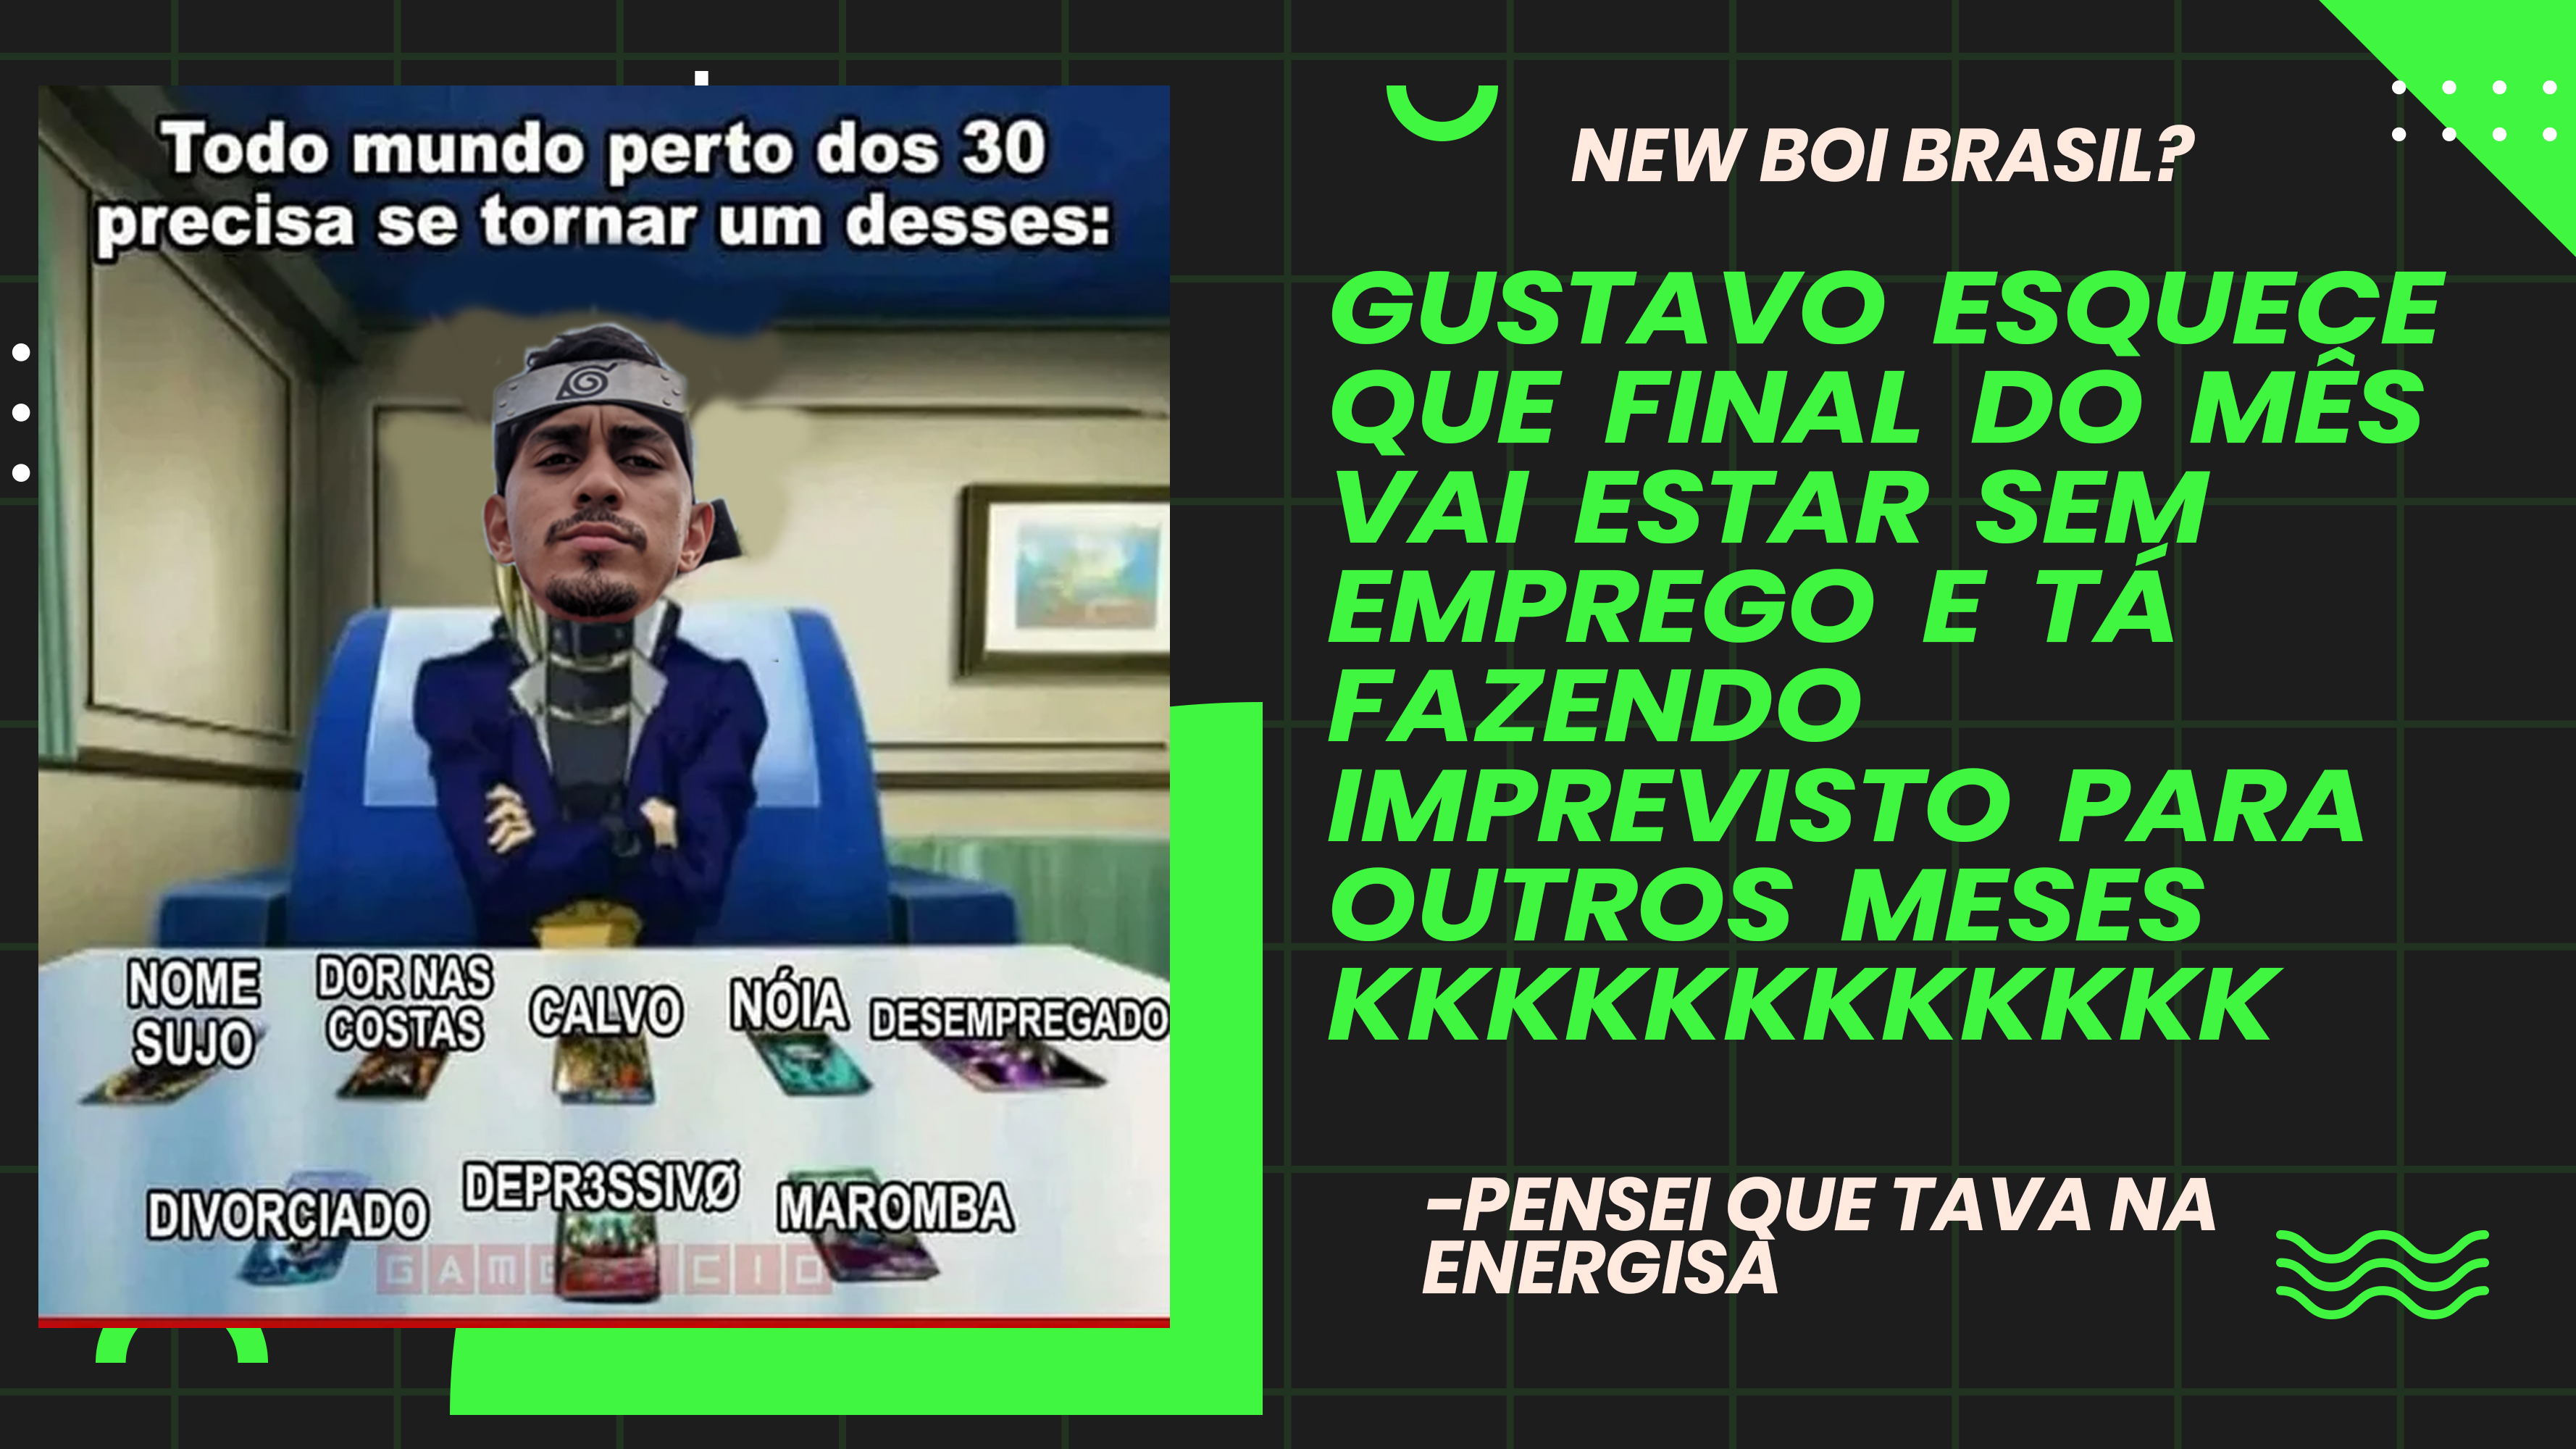 Todo mundo perto dos 30
precisa se tornar um desses:
NOME
SUJO
DOR NAS
COSTAS
CALVO
NÓIA
DESEMPREGADO
DIVORCIADO
DEPR3SSIVØ
MAROMBA
NEW BOI BRASIL?
GUSTAVO ESQUECE
QUE FINAL DO MÊS
VAI ESTAR SEM
EMPREGO E TÁ
FAZENDO
IMPREVISTO PARA
OUTROS MESES
KKKKKKKKKKKK
-PENSEI QUE TAVA NA
ENERGISA